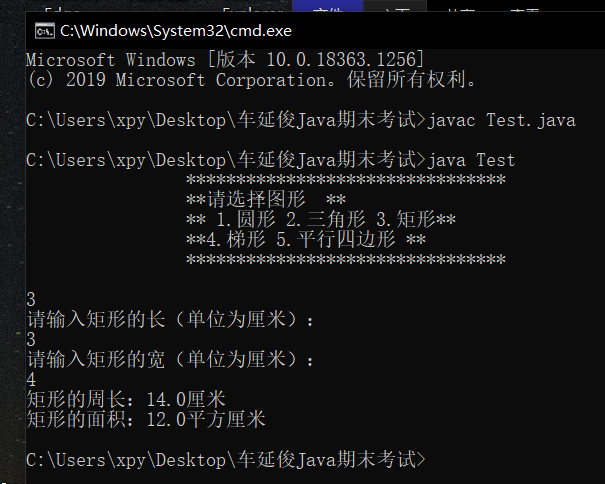 C:\Windows\System32\cmd.exe
Microsoft Windows [版本 10.0.18363.1256]
(c) 2019 Microsoft Corporation。保留所有权利。
C:\Users\xpy\Desktop\车延俊Java期末考试>javac Test.java
C:\Users\xpy\Desktop\车延俊Java期末考试>java Test
********************************
**请选择图形  **
** 1.圆形 2.三角形 3.矩形**
**4.梯形 5.平行四边形 **
********************************
3
请输入矩形的长（单位为厘米）：
3
请输入矩形的宽（单位为厘米）：
4
矩形的周长：14.0厘米
矩形的面积：12.0平方厘米
C:\Users\xpy\Desktop\车延俊Java期末考试>